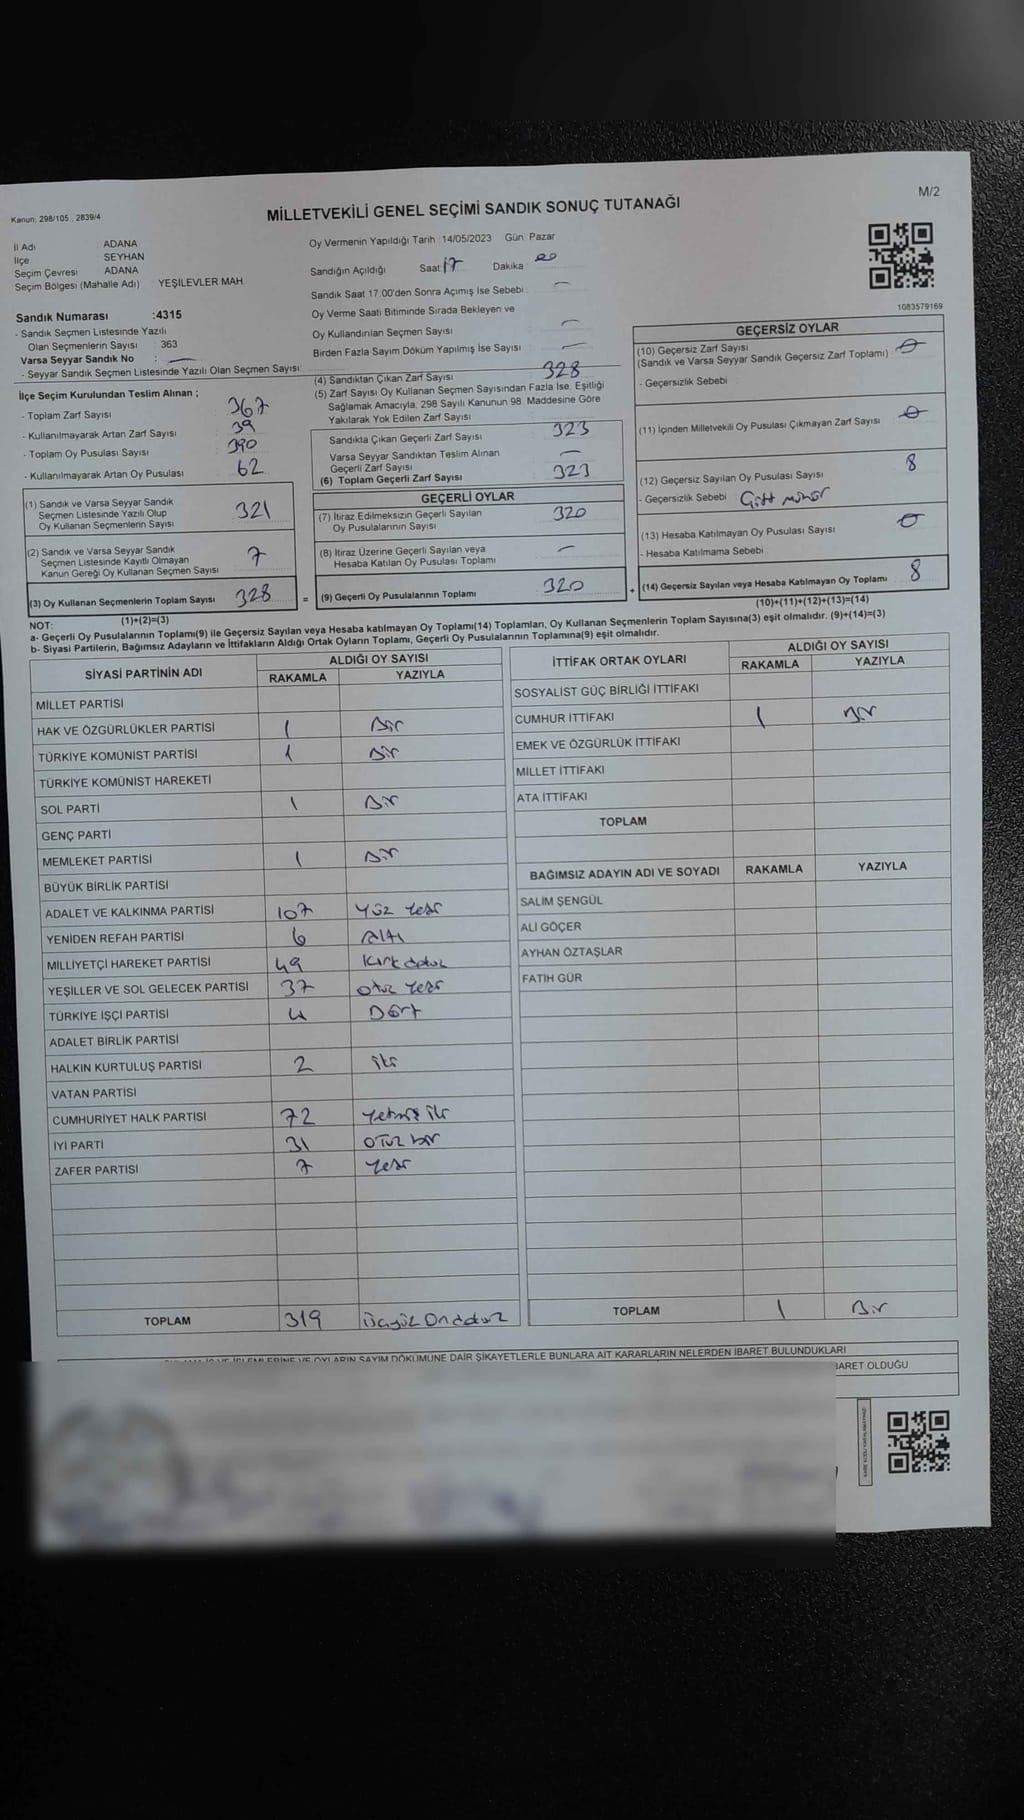 M/2
Kanun; 298/105 , 2839/4
MİLLETVEKİLİ GENEL SEÇİMİ SANDIK SONUÇ TUTANAĞI
İl Adı ADANA
İlçe SEYHAN
Seçim Çevresi ADANA
Seçim Bölgesi (Mahalle Adı) YEŞİLEVLER MAH
Sandık Numarası :4315
- Sandık Seçmen Listesinde Yazılı
Olan Seçmenlerin Sayısı : 363
Varsa Seyyar Sandık No : —
- Seyyar Sandık Seçmen Listesinde Yazılı Olan Seçmen Sayısı
İlçe Seçim Kurulundan Teslim Alınan ;
- Toplam Zarf Sayısı 367
- Kullanılmayarak Artan Zarf Sayısı 39
- Toplam Oy Pusulası Sayısı 390
- Kullanılmayarak Artan Oy Pusulası 62
(1) Sandık ve Varsa Seyyar Sandık
Seçmen Listesinde Yazılı Olup
Oy Kullanan Seçmenlerin Sayısı 321
(2) Sandık ve Varsa Seyyar Sandık
Seçmen Listesinde Kayıtlı Olmayan
Kanun Gereği Oy Kullanan Seçmen Sayısı 7
(3) Oy Kullanan Seçmenlerin Toplam Sayısı 328
(1)+(2)=(3)
Oy Vermenin Yapıldığı Tarih :14/05/2023 Gün :Pazar
Sandığın Açıldığı Saat 17 Dakika 00
Sandık Saat 17.00'den Sonra Açımış İse Sebebi : —
Oy Verme Saati Bitiminde Sırada Bekleyen ve
Oy Kullandırılan Seçmen Sayısı —
Birden Fazla Sayım Döküm Yapılmış İse Sayısı —
(4) Sandıktan Çıkan Zarf Sayısı 328
(5) Zarf Sayısı Oy Kullanan Seçmen Sayısından Fazla İse, Eşitliği
Sağlamak Amacıyla, 298 Sayılı Kanunun 98. Maddesine Göre
Yakılarak Yok Edilen Zarf Sayısı
Sandıkta Çıkan Geçerli Zarf Sayısı 323
Varsa Seyyar Sandıktan Teslim Alınan
Geçerli Zarf Sayısı —
(6) Toplam Geçerli Zarf Sayısı 323
GEÇERLİ OYLAR
(7) İtiraz Edilmeksizin Geçerli Sayılan
Oy Pusulalarının Sayısı 320
(8) İtiraz Üzerine Geçerli Sayılan veya
Hesaba Katılan Oy Pusulası Toplamı —
= (9) Geçerli Oy Pusulalarının Toplamı 320
1083579169
GEÇERSİZ OYLAR
(10) Geçersiz Zarf Sayısı
(Sandık ve Varsa Seyyar Sandık Geçersiz Zarf Toplamı) 0
- Geçersizlik Sebebi :
(11) İçinden Milletvekili Oy Pusulası Çıkmayan Zarf Sayısı 0
(12) Geçersiz Sayılan Oy Pusulası Sayısı 8
- Geçersizlik Sebebi
(13) Hesaba Katılmayan Oy Pusulası Sayısı 0
- Hesaba Katılmama Sebebi :
+ (14) Geçersiz Sayılan veya Hesaba Katılmayan Oy Toplamı 8
(10)+(11)+(12)+(13)=(14)
NOT:
a- Geçerli Oy Pusulalarının Toplamı(9) ile Geçersiz Sayılan veya Hesaba katılmayan Oy Toplamı(14) Toplamları, Oy Kullanan Seçmenlerin Toplam Sayısına(3) eşit olmalıdır. (9)+(14)=(3)
b- Siyasi Partilerin, Bağımsız Adayların ve İttifakların Aldığı Ortak Oyların Toplamı, Geçerli Oy Pusulalarının Toplamına(9) eşit olmalıdır.
SİYASİ PARTİNİN ADI ALDIĞI OY SAYISI
RAKAMLA YAZIYLA
MİLLET PARTİSİ
HAK VE ÖZGÜRLÜKLER PARTİSİ 1 Bir
TÜRKİYE KOMÜNİST PARTİSİ 1 Bir
TÜRKİYE KOMÜNİST HAREKETİ
SOL PARTİ 1 Bir
GENÇ PARTİ
MEMLEKET PARTİSİ 1 Bir
BÜYÜK BİRLİK PARTİSİ
ADALET VE KALKINMA PARTİSİ 107 Yüz Yedi
YENİDEN REFAH PARTİSİ 6 Altı
MİLLİYETÇİ HAREKET PARTİSİ 49 Kırk dokuz
YEŞİLLER VE SOL GELECEK PARTİSİ 37 otuz Yedi
TÜRKİYE İŞÇİ PARTİSİ 4 Dört
ADALET BİRLİK PARTİSİ
HALKIN KURTULUŞ PARTİSİ 2 iki
VATAN PARTİSİ
CUMHURİYET HALK PARTİSİ 72 Yetmiş iki
İYİ PARTİ 31 OTuz bir
ZAFER PARTİSİ 7 Yedi
TOPLAM 319 Üçyüz Ondokuz
İTTİFAK ORTAK OYLARI ALDIĞI OY SAYISI
RAKAMLA YAZIYLA
SOSYALİST GÜÇ BİRLİĞİ İTTİFAKI
CUMHUR İTTİFAKI 1 Bir
EMEK VE ÖZGÜRLÜK İTTİFAKI
MİLLET İTTİFAKI
ATA İTTİFAKI
TOPLAM
BAĞIMSIZ ADAYIN ADI VE SOYADI RAKAMLA YAZIYLA
SALİM ŞENGÜL
ALİ GÖÇER
AYHAN ÖZTAŞLAR
FATİH GÜR
TOPLAM 1 Bir
OYLARIN SAYIM DÖKÜMÜNE DAİR ŞİKAYETLERLE BUNLARA AİT KARARLARIN NELERDEN İBARET BULUNDUKLARI
İBARET OLDUĞU